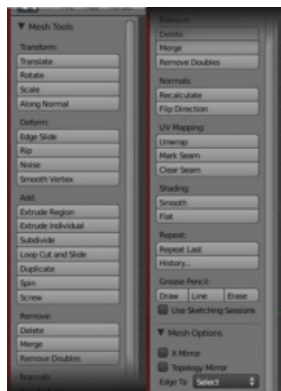 Mesh Tools
Transform:
Translate
Rotate
Scale
Along Normal
Deform:
Edge Slide
Rip
Noise
Smooth Vertex
Add:
Extrude Region
Extrude Individual
Subdivide
Loop Cut and Slide
Duplicate
Spin
Screw
Remove:
Delete
Merge
Remove Doubles
Normals:
Remove:
Delete
Merge
Remove Doubles
Normals:
Recalculate
Flip Direction
UV Mapping:
Unwrap
Mark Seam
Clear Seam
Shading:
Smooth
Flat
Repeat:
Repeat Last
History...
Grease Pencil:
Draw Line Erase
Use Sketching Sessions
Mesh Options
X Mirror
Topology Mirror
Edge To Select